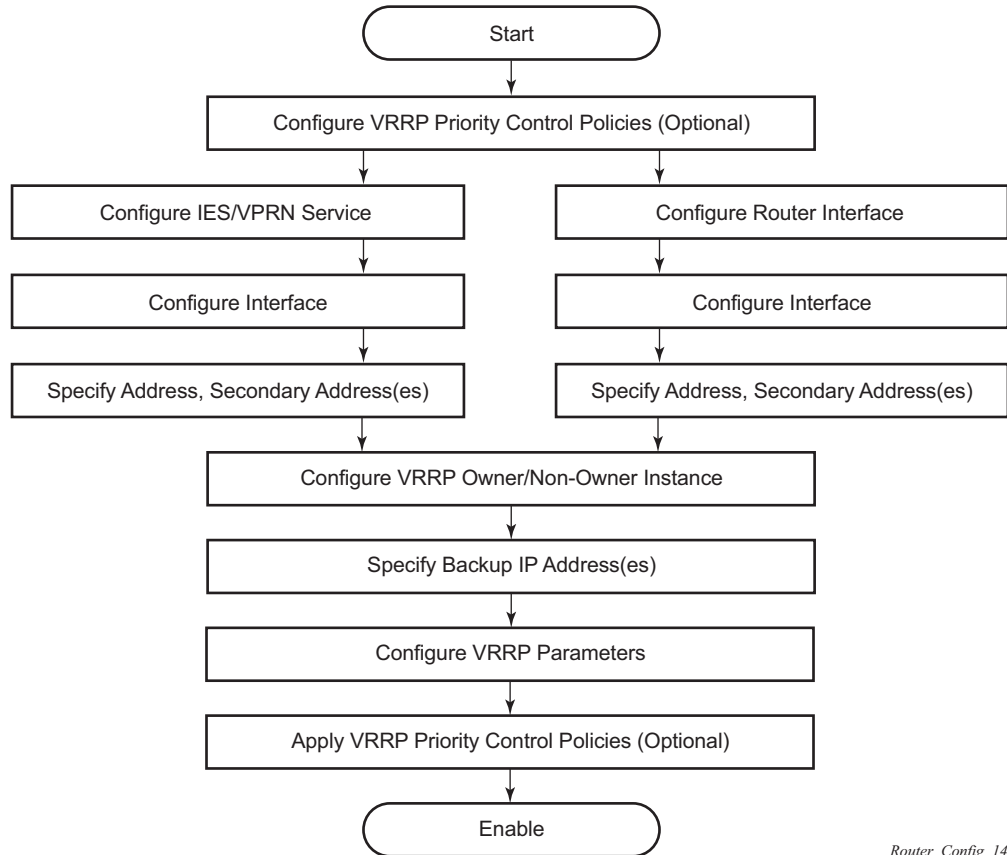 Start
Configure VRRP Priority Control Policies (Optional)
Configure IES/VPRN Service
Configure Router Interface
Configure Interface
Configure Interface
Specify Address, Secondary Address(es)
Specify Address, Secondary Address(es)
Configure VRRP Owner/Non-Owner Instance
Specify Backup IP Address(es)
Configure VRRP Parameters
Apply VRRP Priority Control Policies (Optional)
Enable
Router_Config_14